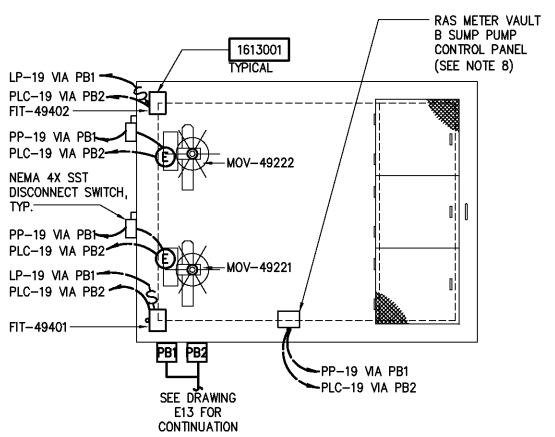 RAS METER VAULT
B SUMP PUMP
CONTROL PANEL
(SEE NOTE 8)
1613001
TYPICAL
LP-19 VIA PB1
PLC-19 VIA PB2
FIT-49402
PP-19 VIA PB1
PLC-19 VIA PB2
E
MOV-49222
NEMA 4X SST
DISCONNECT SWITCH,
TYP.
PP-19 VIA PB1
PLC-19 VIA PB2
E
MOV-49221
LP-19 VIA PB1
PLC-19 VIA PB2
FIT-49401
PB1
PB2
PP-19 VIA PB1
PLC-19 VIA PB2
SEE DRAWING
E13 FOR
CONTINUATION